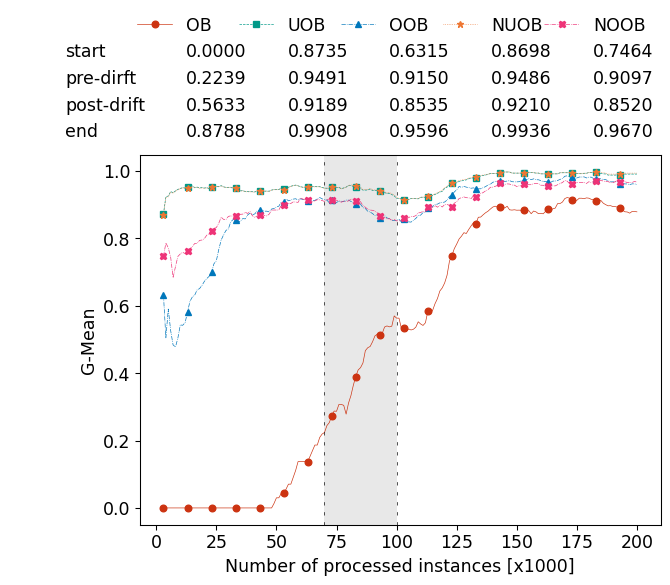 OB UOB OOB NUOB NOOB
start 0.0000 0.8735 0.6315 0.8698 0.7464
pre-dirft 0.2239 0.9491 0.9150 0.9486 0.9097
post-drift 0.5633 0.9189 0.8535 0.9210 0.8520
end 0.8788 0.9908 0.9596 0.9936 0.9670
1.0
0.8
0.6
0.4
0.2
0.0
G-Mean
0 25 50 75 100 125 150 175 200
Number of processed instances [x1000]